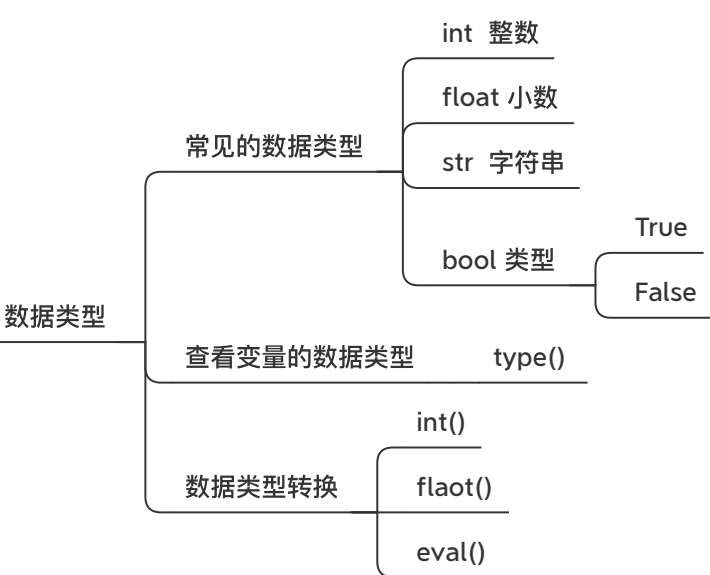 int 整数
float 小数
常见的数据类型
str 字符串
True
bool 类型
False
数据类型
查看变量的数据类型 type()
int()
数据类型转换 flaot()
eval()